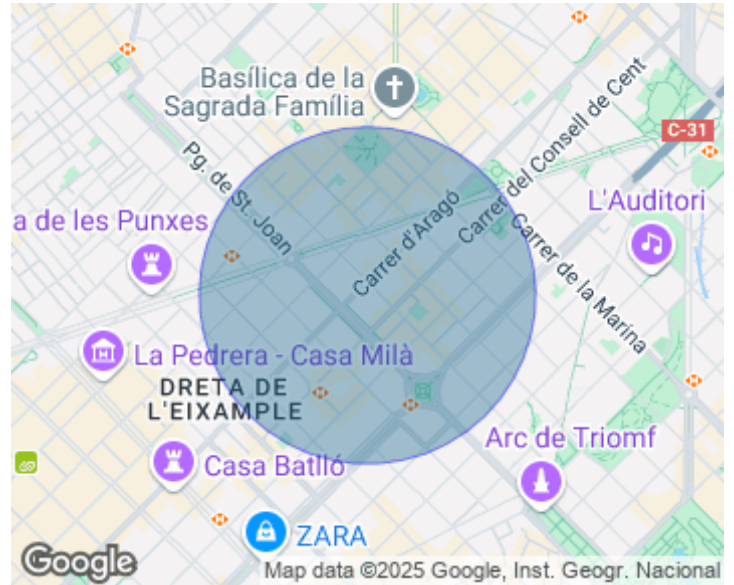 Basílica de la
Sagrada Família
Pg. de St. Joan
Carrer del Consell de Cent
C-31
L'Auditori
a de les Punxes
Carrer d'Aragó
Carrer de la Marina
La Pedrera - Casa Milà
DRETA DE
L'EIXAMPLE
Casa Batlló
Arc de Triomf
ZARA
Google
Map data ©2025 Google, Inst. Geogr. Nacional